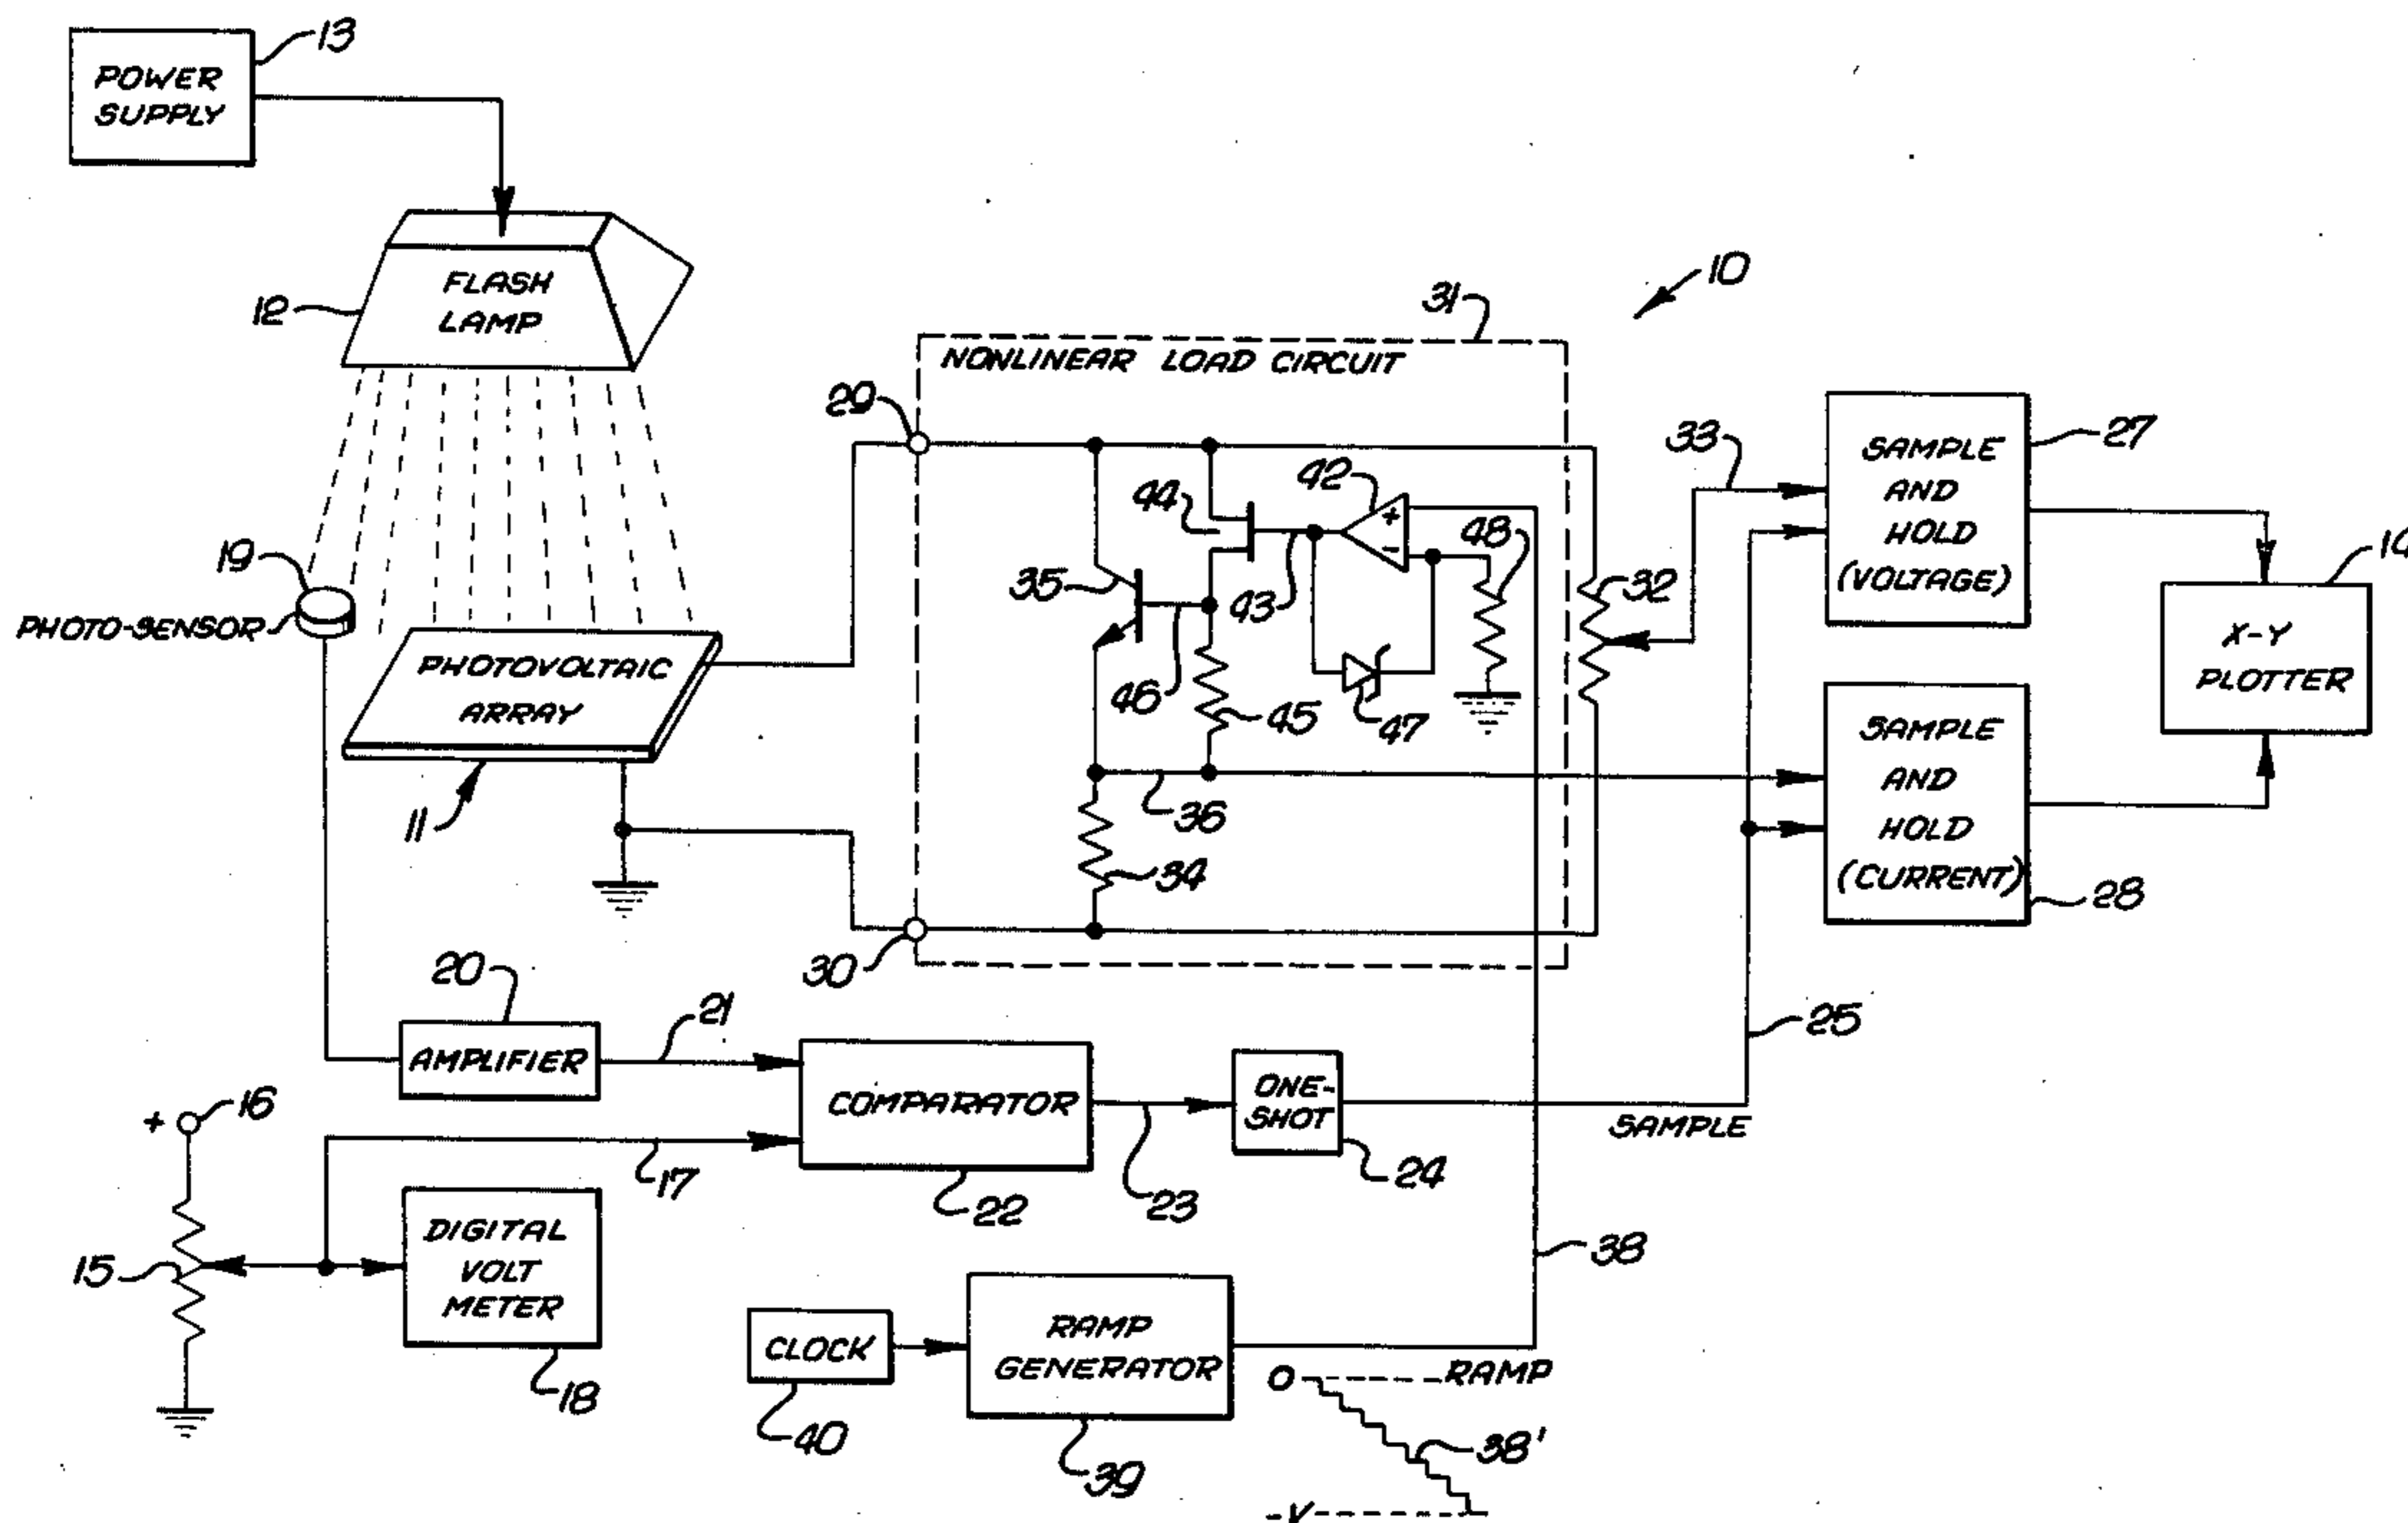 13
POWER
SUPPLY
FLASH
LAMP
12
10
31
NONLINEAR LOAD CIRCUIT
29
33
SAMPLE
AND
HOLD
(VOLTAGE)
27
42
44
+
-
48
14
19
PHOTO-SENSOR
35
43
32
X-Y
PLOTTER
PHOTOVOLTAIC
ARRAY
46
45
47
SAMPLE
AND
HOLD
(CURRENT)
11
36
34
28
30
20
21
25
AMPLIFIER
COMPARATOR
ONE-
SHOT
SAMPLE
+
16
17
22
23
24
DIGITAL
VOLT
METER
15
38
18
CLOCK
RAMP
GENERATOR
O
RAMP
40
39
38'
-V